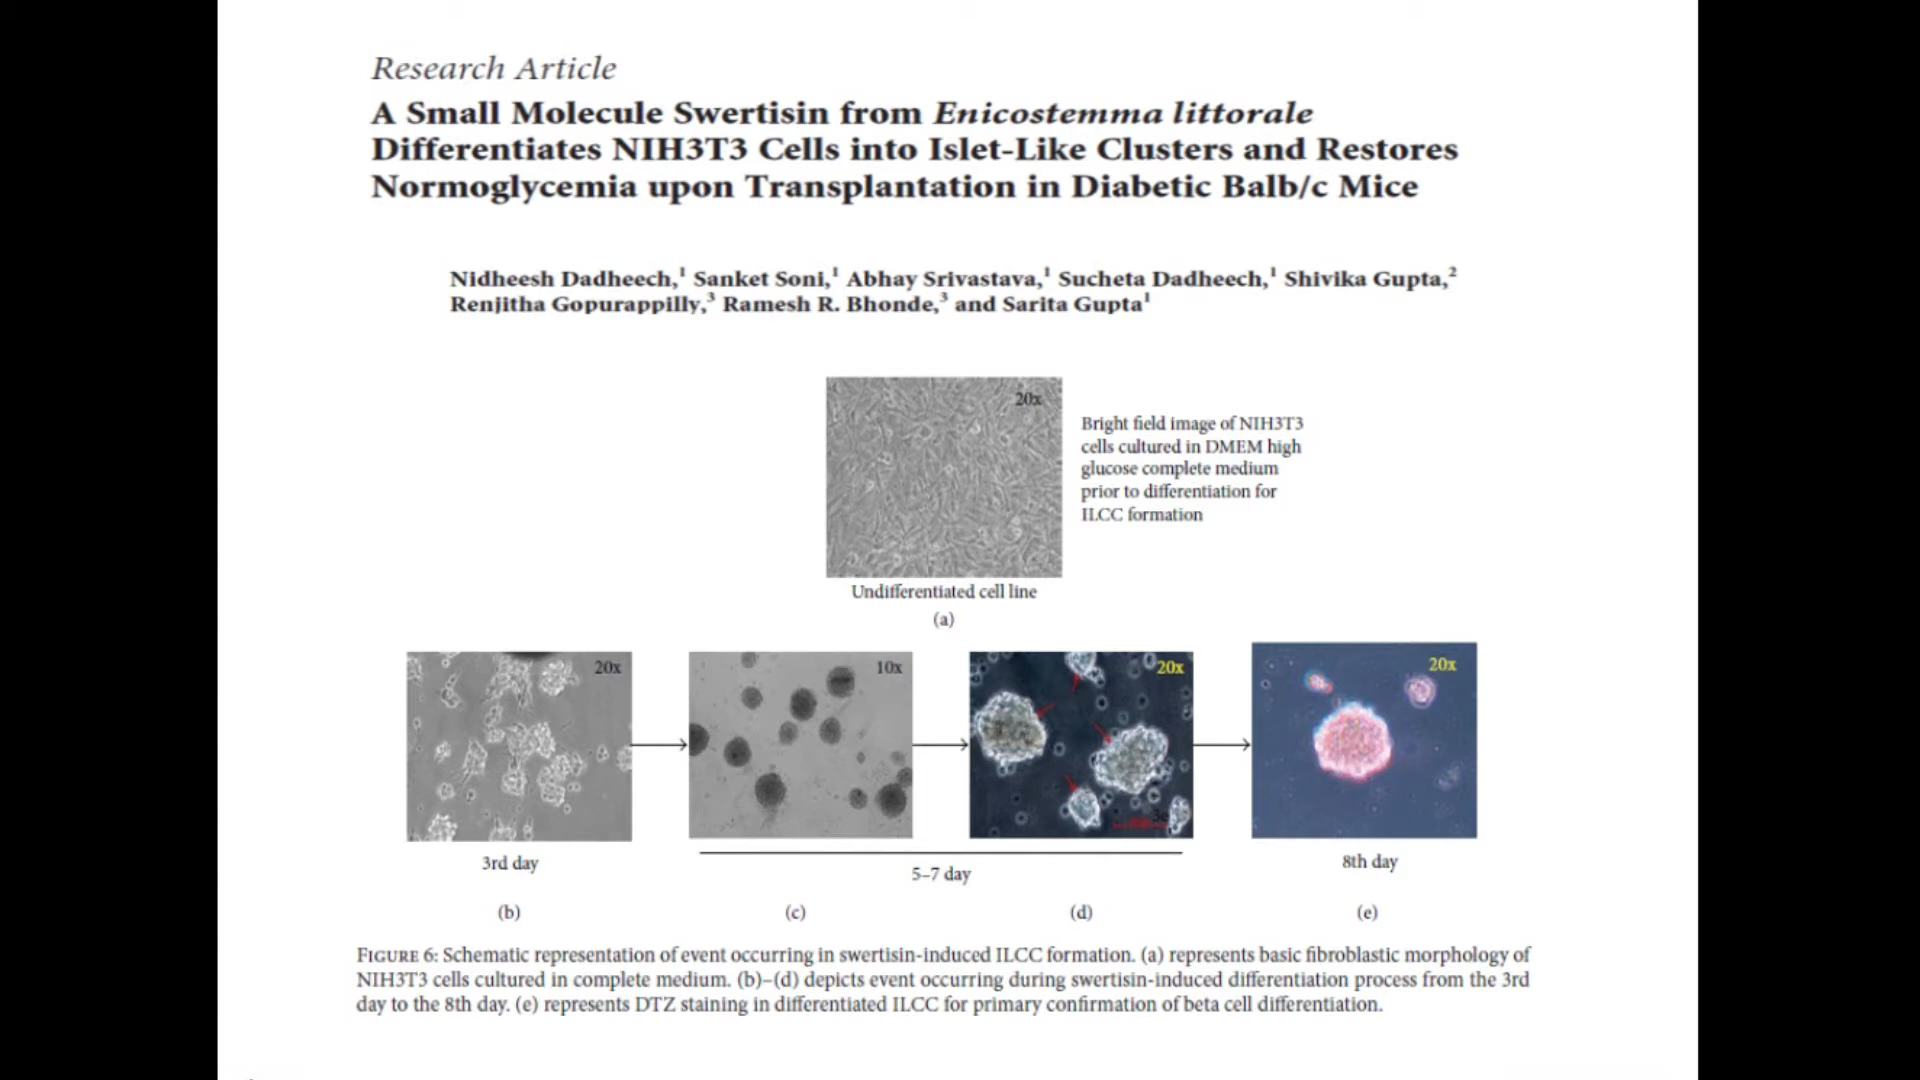 Research Article
A Small Molecule Swertisin from Enicostemma littorale
Differentiates NIH3T3 Cells into Islet-Like Clusters and Restores
Normoglycemia upon Transplantation in Diabetic Balb/c Mice
Nidheesh Dadheech,1 Sanket Soni,1 Abhay Srivastava,1 Sucheta Dadheech,1 Shivika Gupta,2
Renjitha Gopurappilly,3 Ramesh R. Bhonde,3 and Sarita Gupta1
20x
Bright field image of NIH3T3
cells cultured in DMEM high
glucose complete medium
prior to differentiation for
ILCC formation
Undifferentiated cell line
(a)
20x
10x
20x
20x
3rd day
5–7 day
8th day
(b)
(c)
(d)
(e)
FIGURE 6: Schematic representation of event occurring in swertisin-induced ILCC formation. (a) represents basic fibroblastic morphology of
NIH3T3 cells cultured in complete medium. (b)–(d) depicts event occurring during swertisin-induced differentiation process from the 3rd
day to the 8th day. (e) represents DTZ staining in differentiated ILCC for primary confirmation of beta cell differentiation.